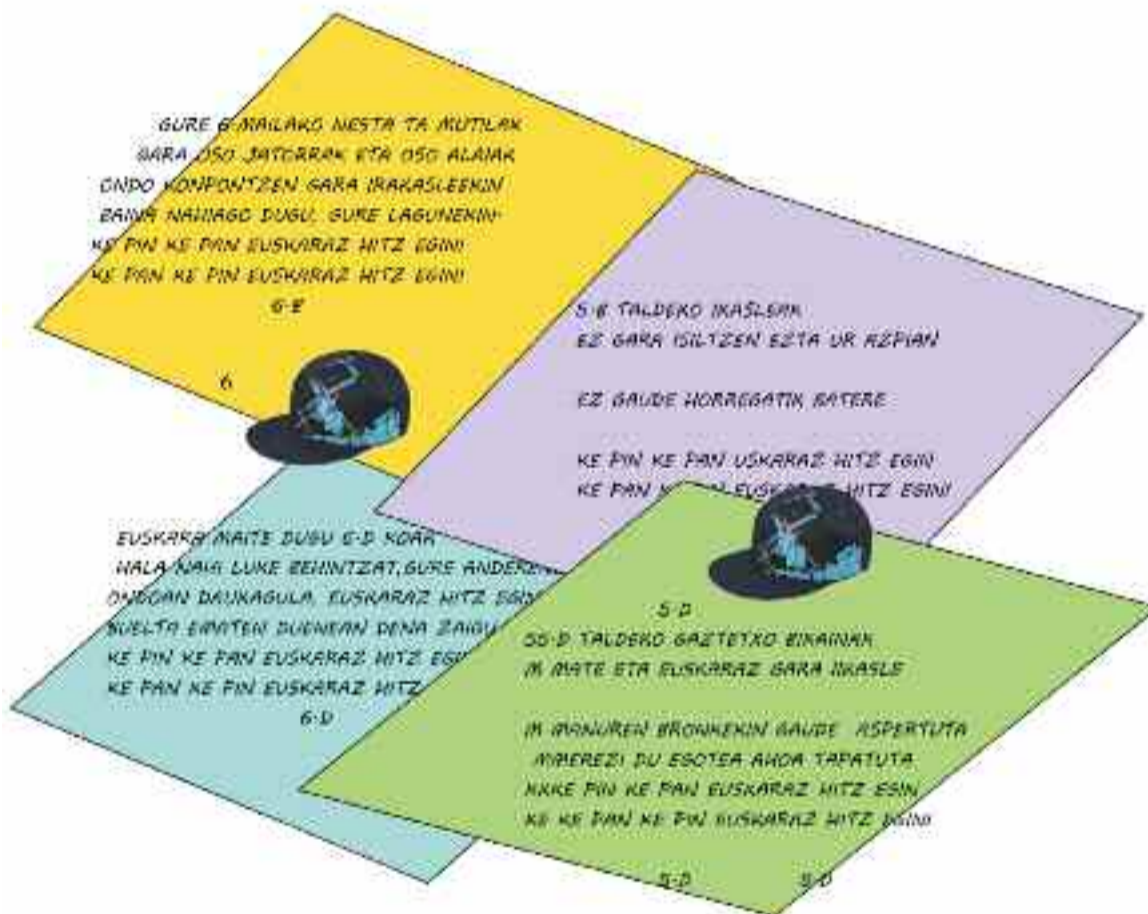 GURE 6-MAILAKO NESTA TA MUTILAK
GARA OSO JATORRAK ETA OSO ALAIAK
ONDO KONPONTZEN GARA IRAKASLEEKIN
BAINA NAHIAGO DUGU, GURE LAGUNEKIN-
KE PIN KE PAN EUSKARAZ HITZ EGIN!
KE PAN KE PIN EUSKARAZ HITZ EGIN!
6-B
6
5-B TALDEKO IKASLEAK
EZ GARA ISILTZEN EZTA UR AZPIAN
EZ GAUDE HORREGATIK BATERE
KE PIN KE PAN USKARAZ HITZ EGIN
KE PAN HITZ EGIN!
EUSKARA MAITE DUGU 6-D KOAK
HALA NAHI LUKE BEHINTZAT, GURE
ONDOAN DAUKAGULA, EUSKARAZ HITZ
BUELTA EMATEN DUENEAN DENA ZAIGU
KE PIN KE PAN EUSKARAZ HITZ
KE PAN KE PIN EUSKARAZ HITZ
6-D
5-D
55-D TALDEKO GAZTETXO BIKAINAK
M MATE ETA EUSKARAZ GARA IIKASLE
M MANUREN BRONKEKIN GAUDE ASPERTUTA
MMEREZI DU EGOTEA AHOA TAPATUTA
KKKE PIN KE PAN EUSKARAZ HITZ EGIN
KE KE PAN KE PIN EUSKARAZ HITZ EGIN!
5-D 5-D